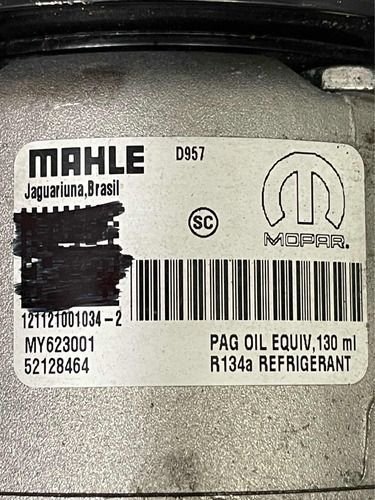 MAHLE
D957
Jaguariuna,Brasil
SC
MOPAR®
121121001034-2
MY623001
52128464
PAG OIL EQUIV,130 ml
R134a REFRIGERANT